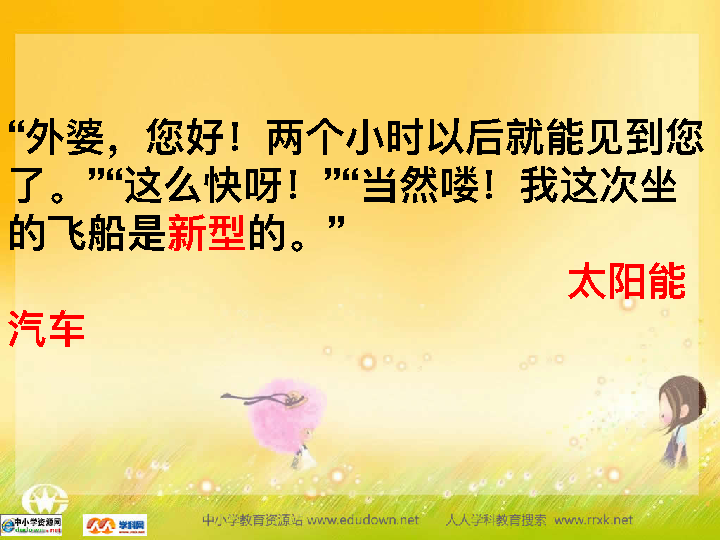 “外婆，您好！两个小时以后就能见到您
了。”“这么快呀！”“当然喽！我这次坐
的飞船是新型的。”
太阳能
汽车
中小学资源网
学科网
中小学教育资源站 www.edudown.net 人人学科教育搜索 www.rrxk.net